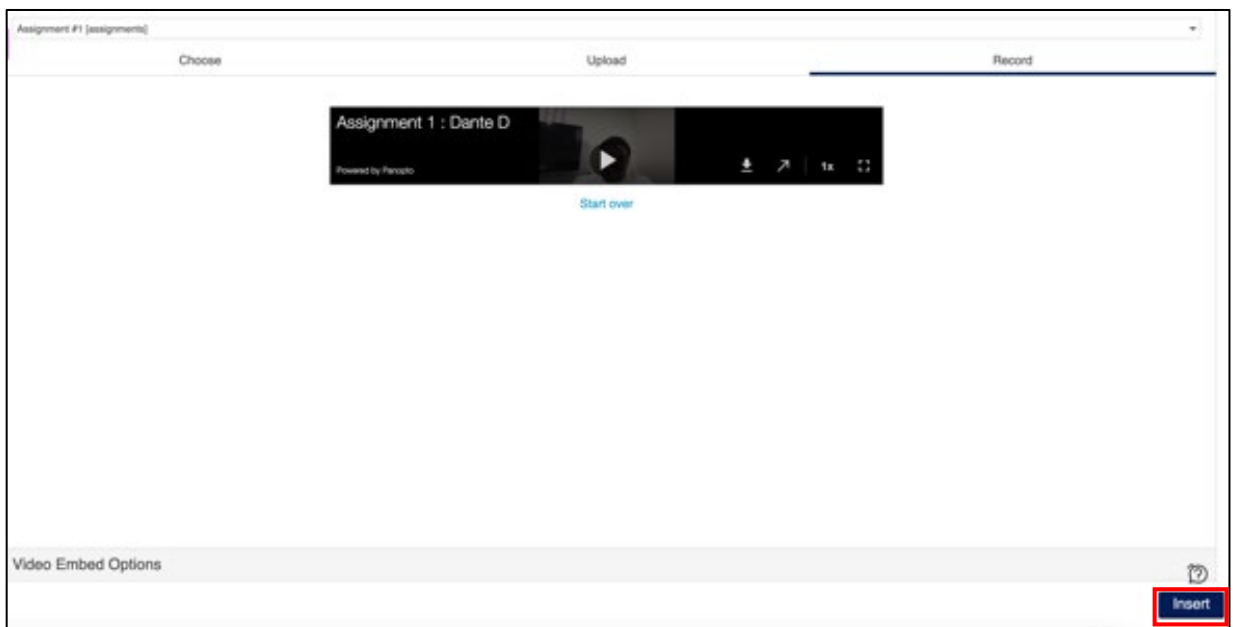 Assignment #1 [assignments]
Choose Upload Record
Assignment 1 : Dante D
Powered by Panopto
1x
Start over
Video Embed Options
Insert